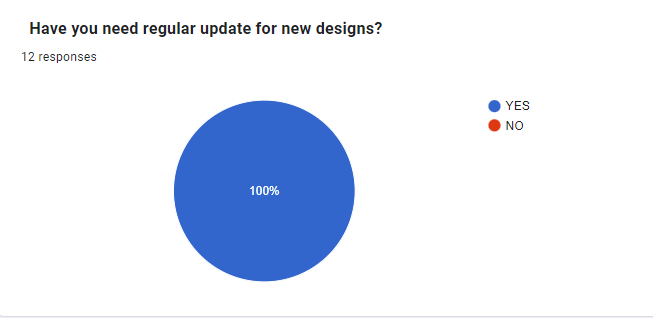 Have you need regular update for new designs?
12 responses
YES
NO
100%